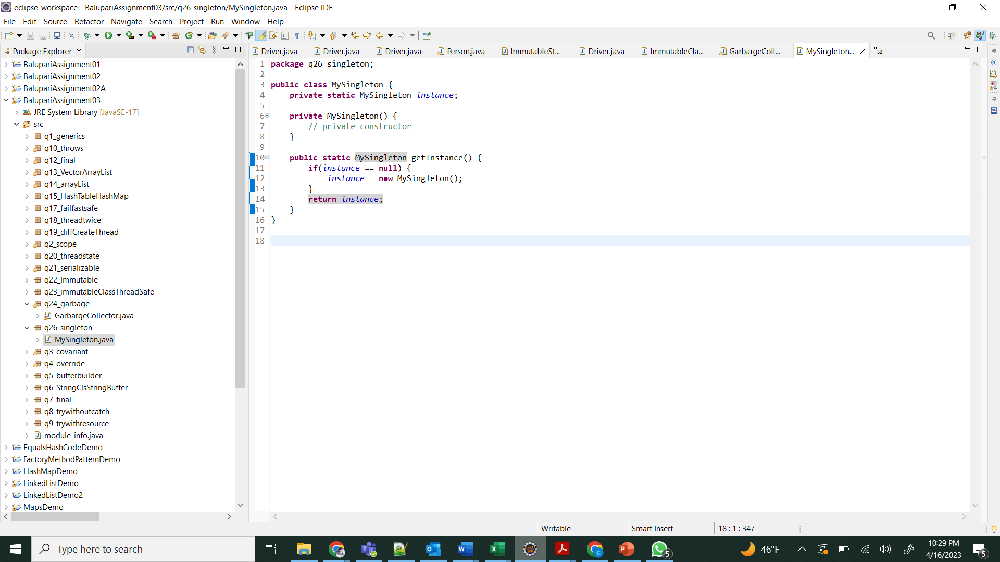 eclipse-workspace - BalupariAssignment03/src/q26_singleton/MySingleton.java - Eclipse IDE
File Edit Source Refactor Navigate Search Project Run Window Help
Package Explorer
Driver.java Driver.java Driver.java Person.java ImmutableSt... Driver.java ImmutableCla... GarbargeColl... MySingleton... »52
BalupariAssignment01
BalupariAssignment02
BalupariAssignment02A
BalupariAssignment03
JRE System Library [JavaSE-17]
src
q1_generics
q10_throws
q12_final
q13_VectorArrayList
q14_arrayList
q15_HashTableHashMap
q17_failfastsafe
q18_threadtwice
q19_diffCreateThread
q2_scope
q20_threadstate
q21_serializable
q22_Immutable
q23_immutableClassThreadSafe
q24_garbage
GarbargeCollector.java
q26_singleton
MySingleton.java
q3_covariant
q4_override
q5_bufferbuilder
q6_StringClsStringBuffer
q7_final
q8_trywithoutcatch
q9_trywithresource
module-info.java
EqualsHashCodeDemo
FactoryMethodPatternDemo
HashMapDemo
LinkedListDemo
LinkedListDemo2
MapsDemo
1 package q26_singleton;
2
3 public class MySingleton {
4 private static MySingleton instance;
5
6 private MySingleton() {
7 // private constructor
8 }
9
10 public static MySingleton getInstance() {
11 if(instance == null) {
12 instance = new MySingleton();
13 }
14 return instance;
15 }
16 }
17
18
Writable Smart Insert 18 : 1 : 347
Type here to search
5
46°F
10:29 PM
4/16/2023
5